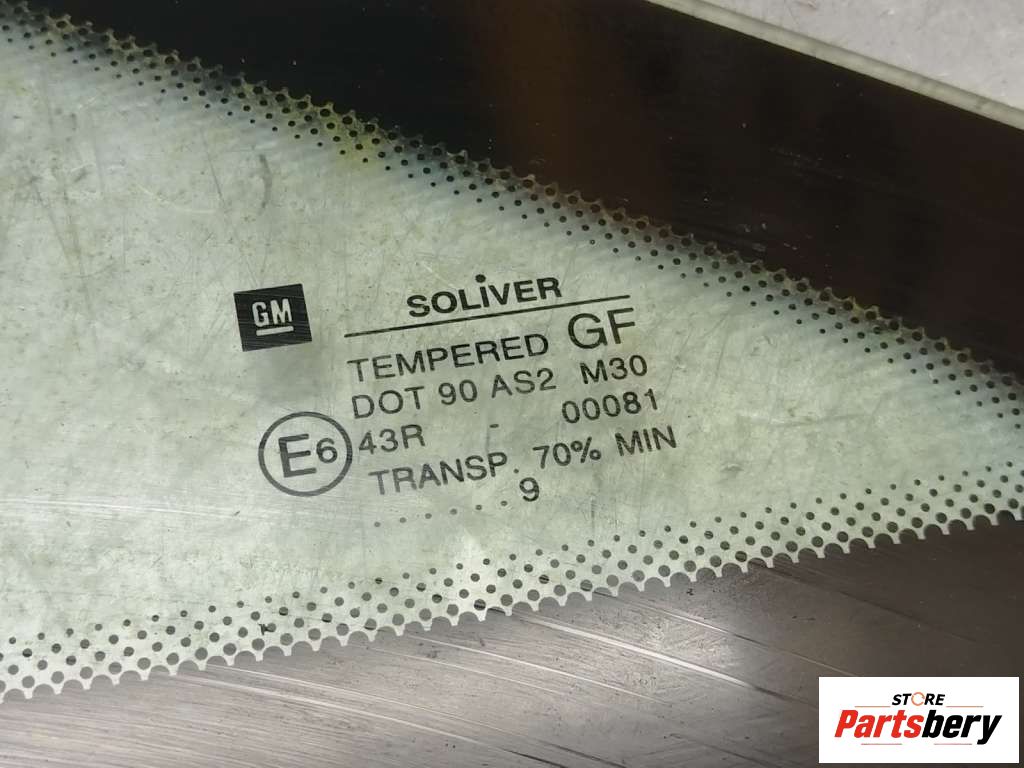 GM
SOLiVER
TEMPERED GF
DOT 90 AS2 M30
E6 43R - 00081
TRANSP. 70% MIN
. . . . . . 9
STORE
Partsbery